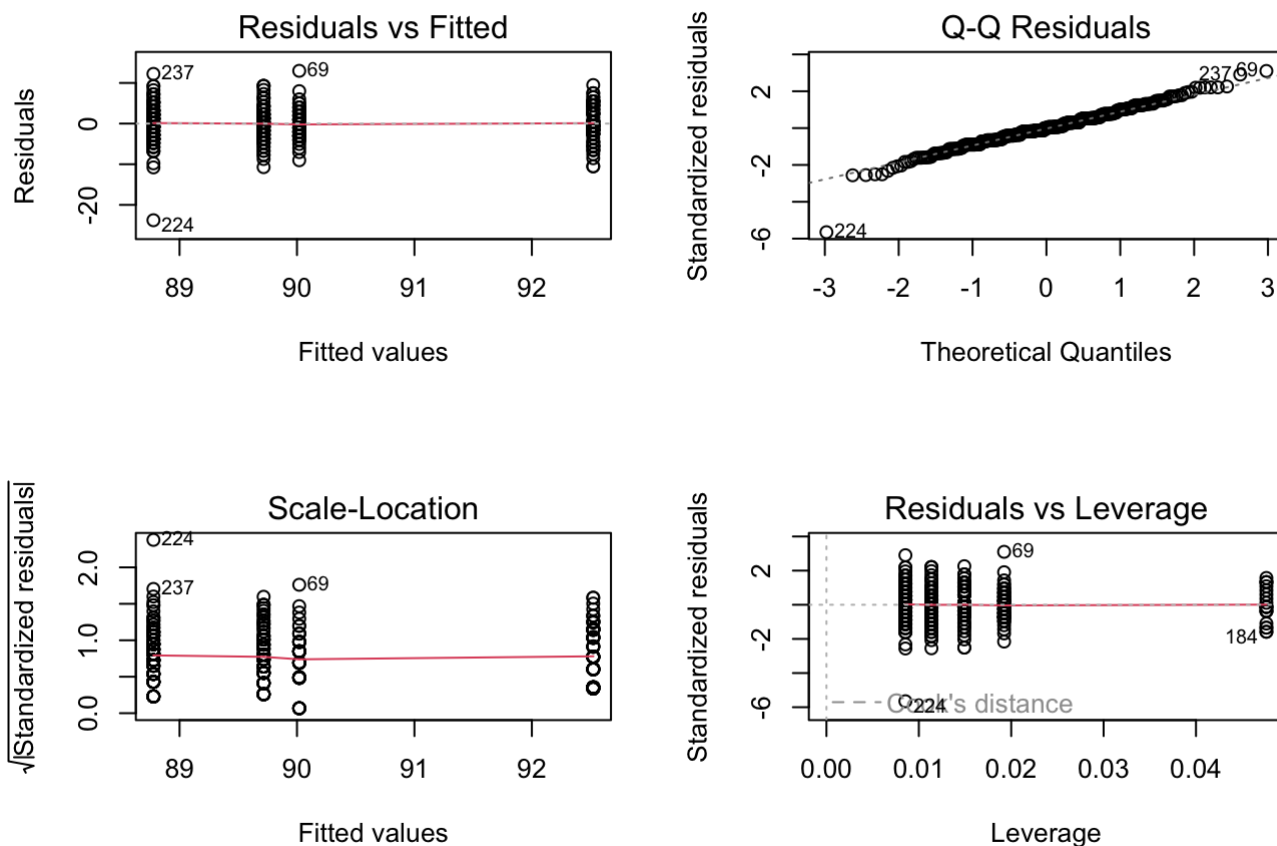 Residuals vs Fitted
Residuals
0
-20
237
69
224
89 90 91 92
Fitted values
Q-Q Residuals
Standardized residuals
2
-2
-6
237
69
224
-3 -2 -1 0 1 2 3
Theoretical Quantiles
Scale-Location
√|Standardized residuals|
2.0
1.0
0.0
224
237
69
89 90 91 92
Fitted values
Residuals vs Leverage
Standardized residuals
2
-2
-6
69
184
Cook's distance
224
0.00 0.01 0.02 0.03 0.04
Leverage